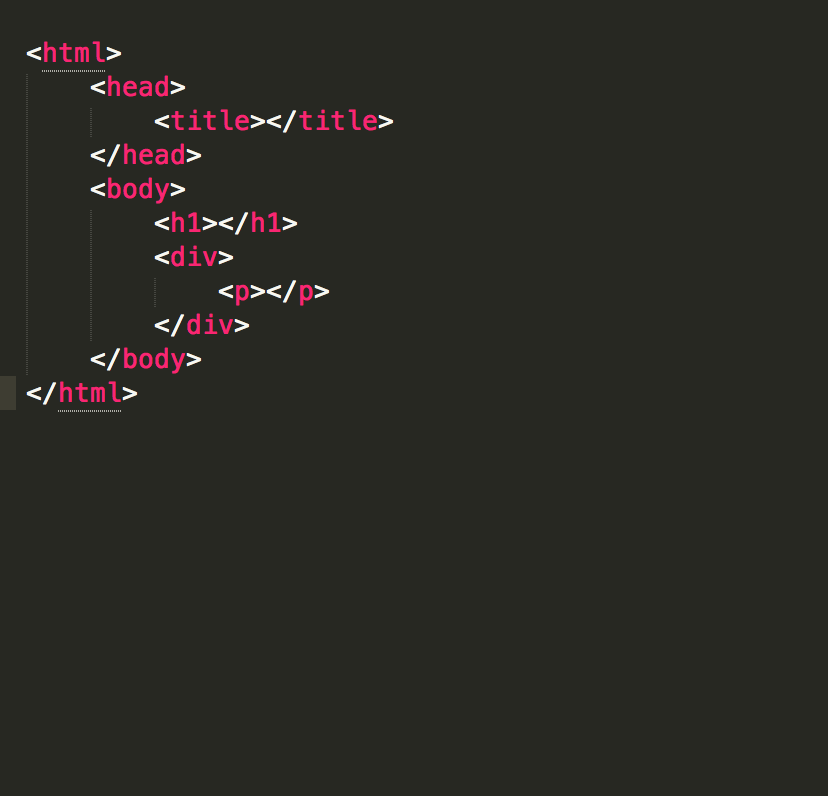 <html>
    <head>
        <title></title>
    </head>
    <body>
        <h1></h1>
        <div>
            <p></p>
        </div>
    </body>
</html>